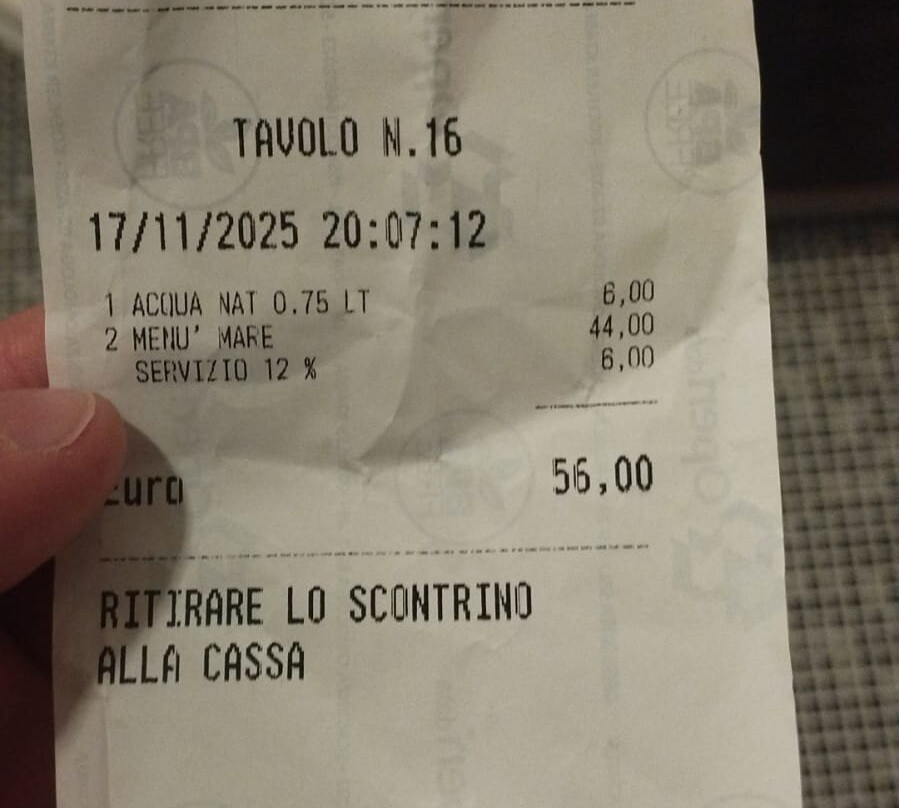 TAVOLO N.16
17/11/2025 20:07:12
1 ACQUA NAT 0.75 LT 6,00
2 MENU' MARE 44,00
SERVIZIO 12 % 6,00
Euro 56,00
RITIRARE LO SCONTRINO
ALLA CASSA